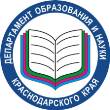 ДЕПАРТАМЕНТ ОБРАЗОВАНИЯ И НАУКИ
КРАСНОДАРСКОГО КРАЯ